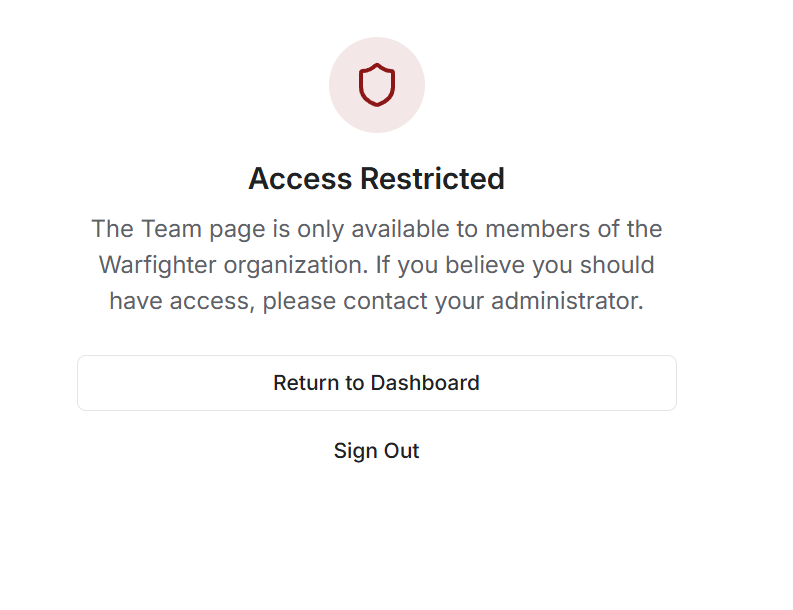 Access Restricted
The Team page is only available to members of the
Warfighter organization. If you believe you should
have access, please contact your administrator.
Return to Dashboard
Sign Out